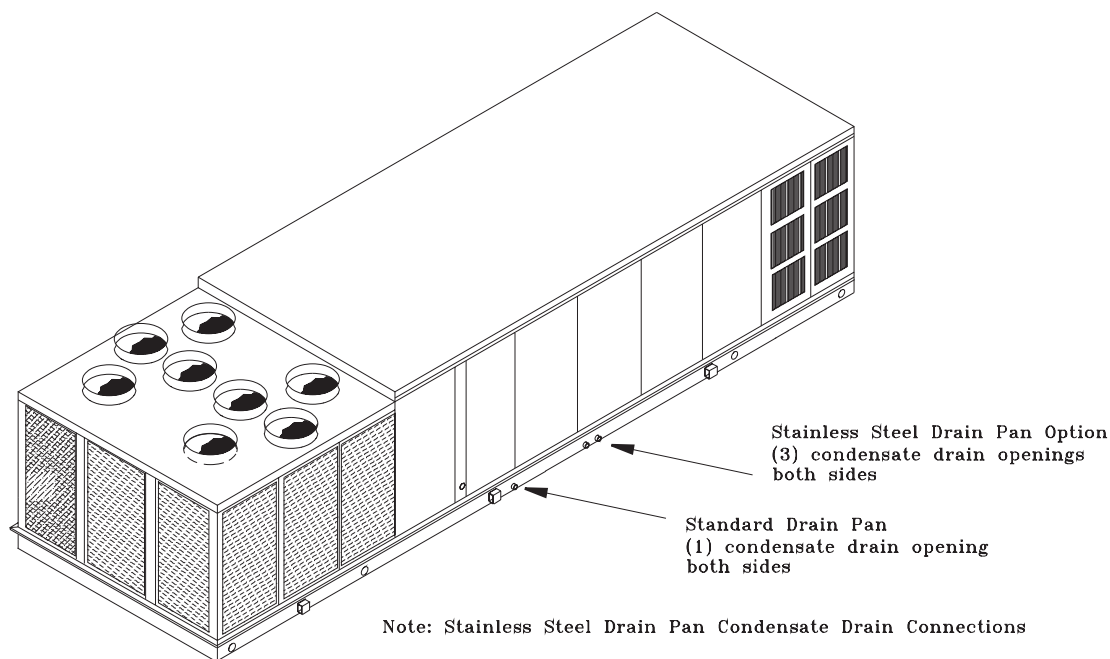 Stainless Steel Drain Pan Option
(3) condensate drain openings
both sides
Standard Drain Pan
(1) condensate drain opening
both sides
Note: Stainless Steel Drain Pan Condensate Drain Connections